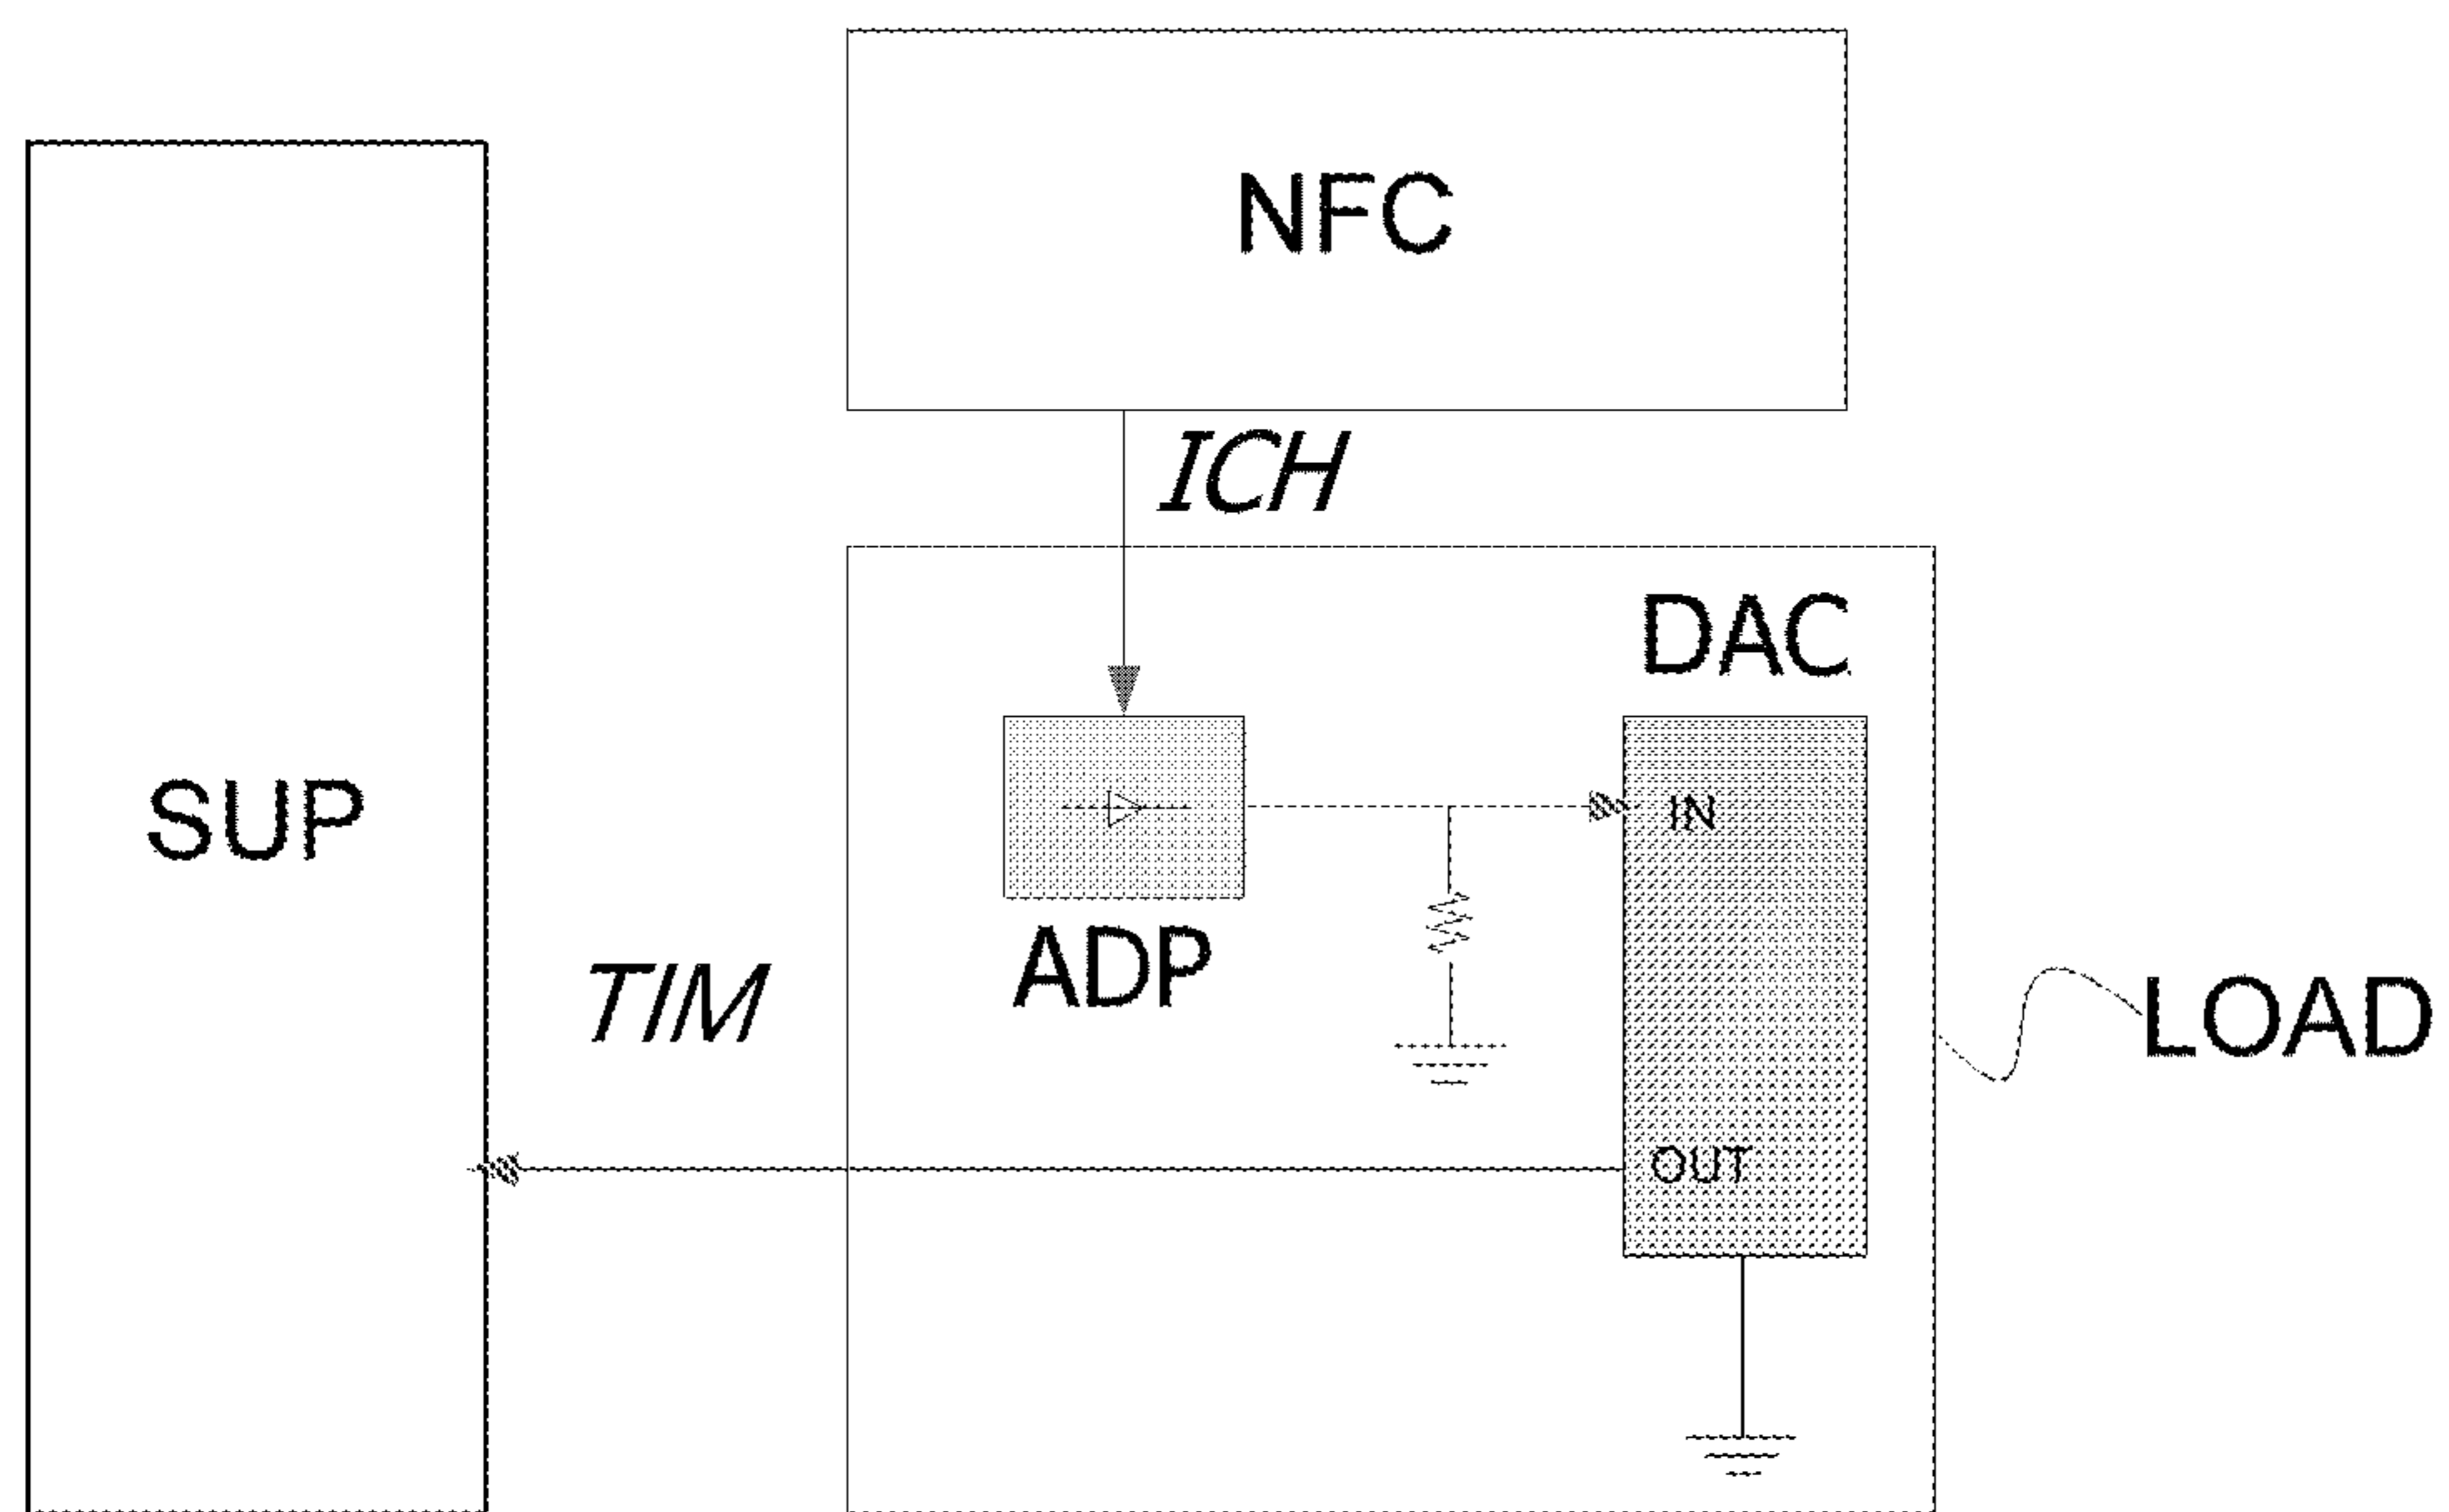 NFC
ICH
DAC
SUP
IN
ADP
TIM
LOAD
OUT